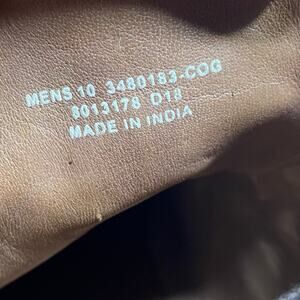 MENS 10 3480183-COG
8013178 D18
MADE IN INDIA